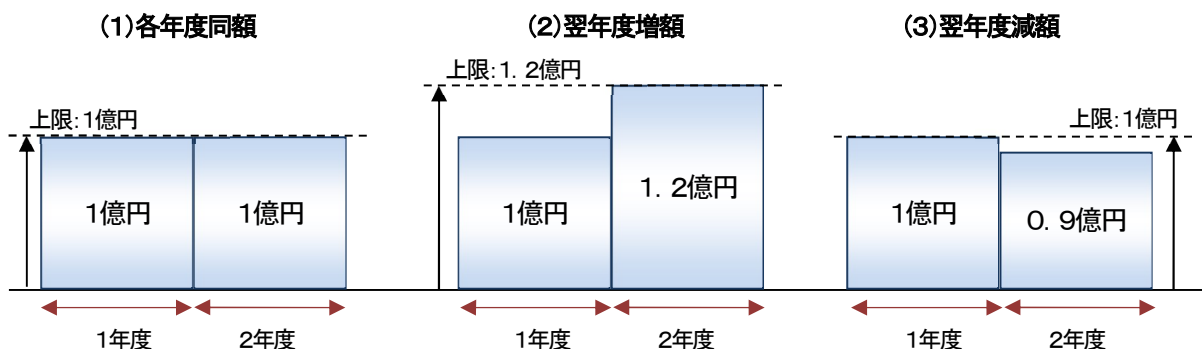 (1)各年度同額
(2)翌年度増額
(3)翌年度減額
上限:1億円
上限:1.2億円
上限:1億円
1億円
1億円
1億円
1.2億円
1億円
0.9億円
1年度
2年度
1年度
2年度
1年度
2年度